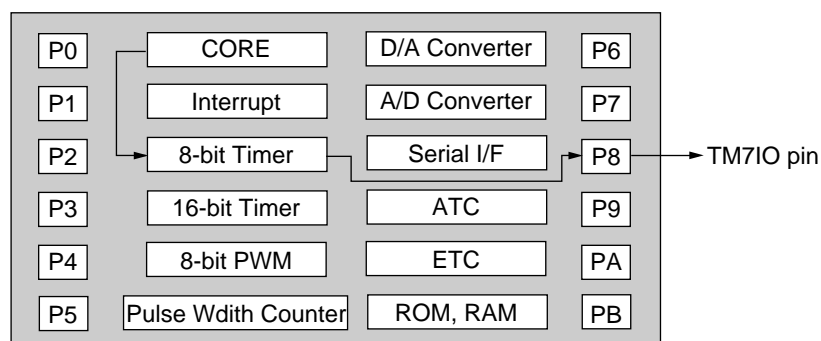 P0 CORE D/A Converter P6
P1 Interrupt A/D Converter P7
P2 8-bit Timer Serial I/F P8 TM7IO pin
P3 16-bit Timer ATC P9
P4 8-bit PWM ETC PA
P5 Pulse Wdith Counter ROM, RAM PB